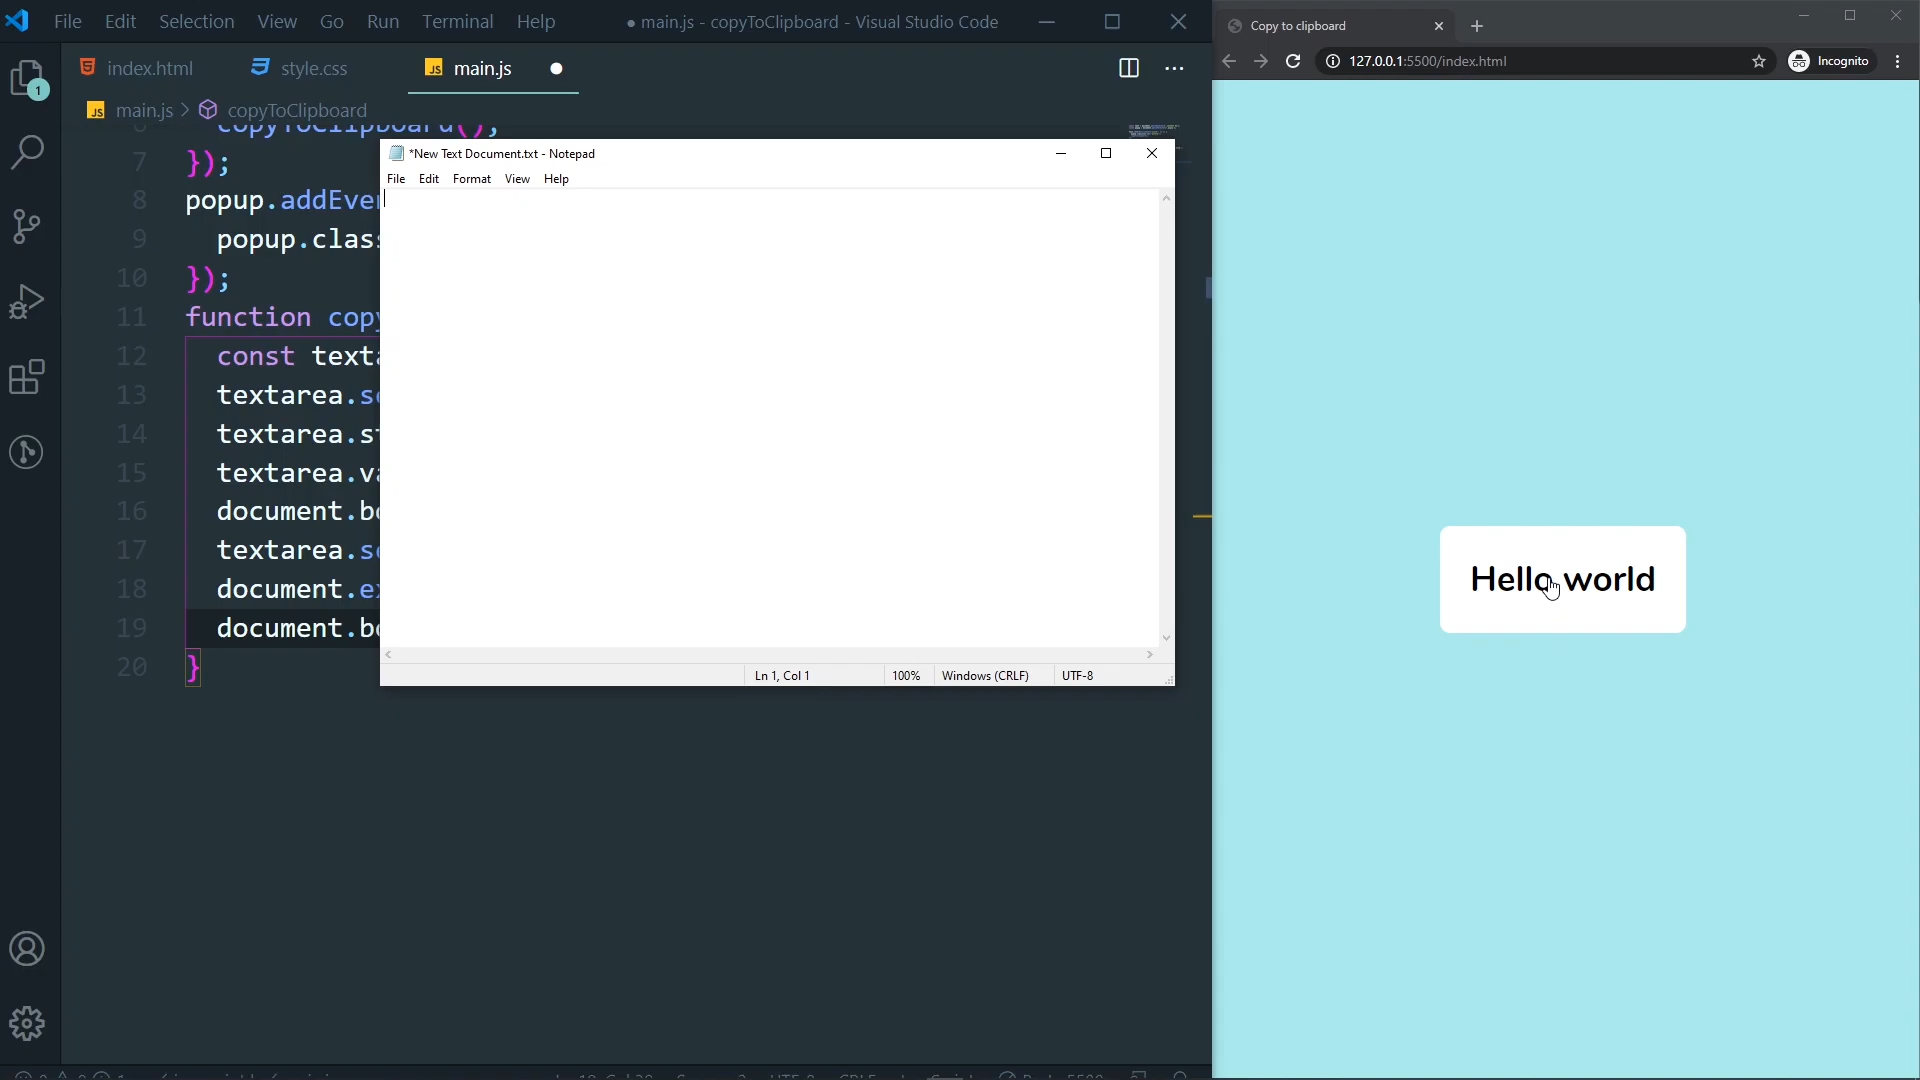 File Edit Selection View Go Run Terminal Help ● main.js - copyToClipboard - Visual Studio Code
Copy to clipboard
127.0.0.1:5500/index.html
Incognito
1
index.html
style.css
JS main.js
JS main.js > copyToClipboard
copyToClipboard();
7 });
8 popup.addEve
9 popup.clas
10 });
11 function copy
12 const text
13 textarea.s
14 textarea.s
15 textarea.v
16 document.b
17 textarea.s
18 document.e
19 document.b
20 }
*New Text Document.txt - Notepad
File Edit Format View Help
Ln 1, Col 1 100% Windows (CRLF) UTF-8
Hello world